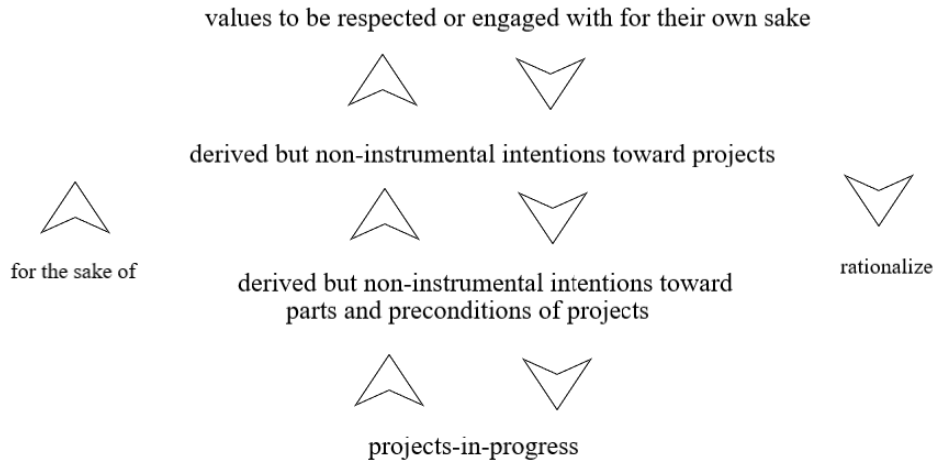 values to be respected or engaged with for their own sake
derived but non-instrumental intentions toward projects
for the sake of
rationalize
derived but non-instrumental intentions toward
parts and preconditions of projects
projects-in-progress